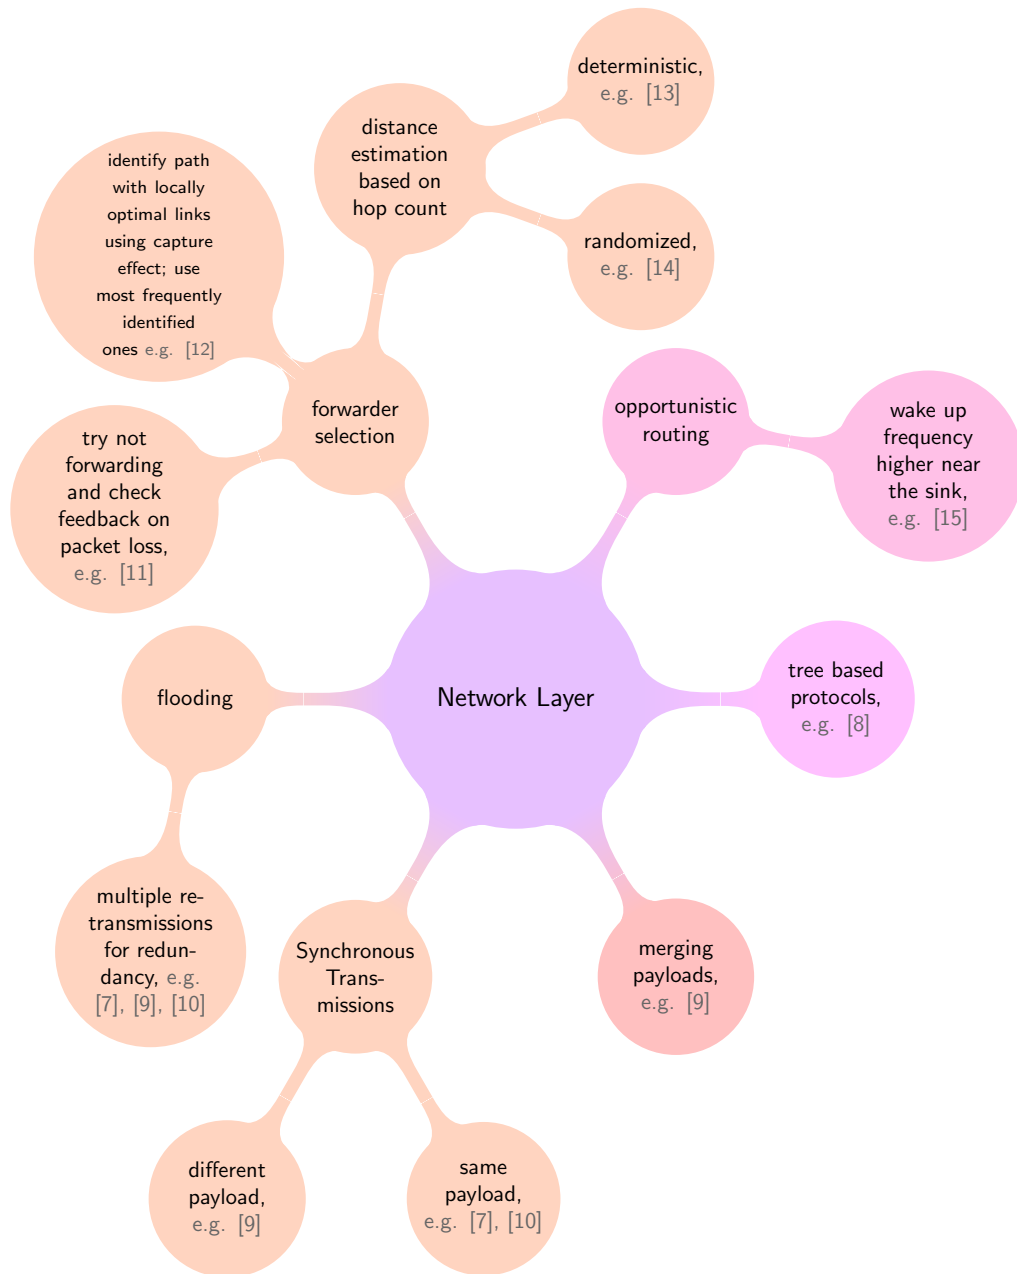 deterministic,
e.g. [13]
distance
estimation
based on
hop count
identify path
with locally
optimal links
using capture
effect; use
most frequently
identified
ones e.g. [12]
randomized,
e.g. [14]
forwarder
selection
opportunistic
routing
wake up
frequency
higher near
the sink,
e.g. [15]
try not
forwarding
and check
feedback on
packet loss,
e.g. [11]
flooding
Network Layer
tree based
protocols,
e.g. [8]
multiple re-
transmissions
for redun-
dancy, e.g.
[7], [9], [10]
Synchronous
Trans-
missions
merging
payloads,
e.g. [9]
different
payload,
e.g. [9]
same
payload,
e.g. [7], [10]